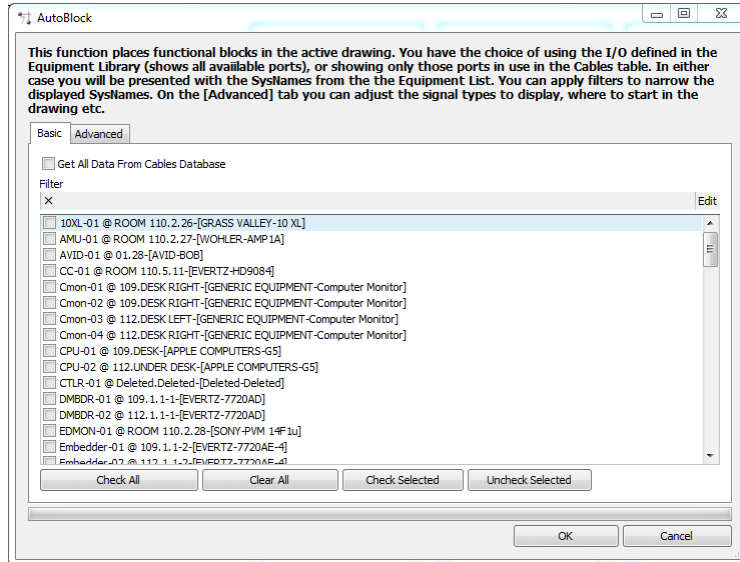 AutoBlock
This function places functional blocks in the active drawing. You have the choice of using the I/O defined in the
Equipment Library (shows all avaiilable ports), or showing only those ports in use in the Cables table. In either
case you will be presented with the SysNames from the the Equipment List. You can apply filters to narrow the
displayed SysNames. On the [Advanced] tab you can adjust the signal types to display, where to start in the
drawing etc.
Basic Advanced
Get All Data From Cables Database
Filter
Edit
10XL-01 @ ROOM 110.2.26-[GRASS VALLEY-10 XL]
AMU-01 @ ROOM 110.2.27-[WOHLER-AMP1A]
AVID-01 @ 01.28-[AVID-BOB]
CC-01 @ ROOM 110.5.11-[EVERTZ-HD9084]
Cmon-01 @ 109.DESK RIGHT-[GENERIC EQUIPMENT-Computer Monitor]
Cmon-02 @ 109.DESK RIGHT-[GENERIC EQUIPMENT-Computer Monitor]
Cmon-03 @ 112.DESK LEFT-[GENERIC EQUIPMENT-Computer Monitor]
Cmon-04 @ 112.DESK RIGHT-[GENERIC EQUIPMENT-Computer Monitor]
CPU-01 @ 109.DESK-[APPLE COMPUTERS-G5]
CPU-02 @ 112.UNDER DESK-[APPLE COMPUTERS-G5]
CTLR-01 @ Deleted.Deleted-[Deleted-Deleted]
DMBDR-01 @ 109.1.1-1-[EVERTZ-7720AD]
DMBDR-02 @ 112.1.1-1-[EVERTZ-7720AD]
EDMON-01 @ ROOM 110.2.28-[SONY-PVM 14F1u]
Embedder-01 @ 109.1.1-2-[EVERTZ-7720AE-4]
Embedder-02 @ 112.1.1-2-[EVERTZ-7720AE-4]
Check All Clear All Check Selected Uncheck Selected
OK Cancel